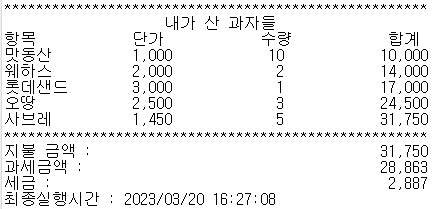 ******************************************************
내가 산 과자들
항목 단가 수량 합계
맛동산 1,000 10 10,000
웨하스 2,000 2 14,000
롯데샌드 3,000 1 17,000
오땅 2,500 3 24,500
사브레 1,450 5 31,750
******************************************************
지불 금액 : 31,750
과세금액 : 28,863
세금 : 2,887
최종실행시간 : 2023/03/20 16:27:08